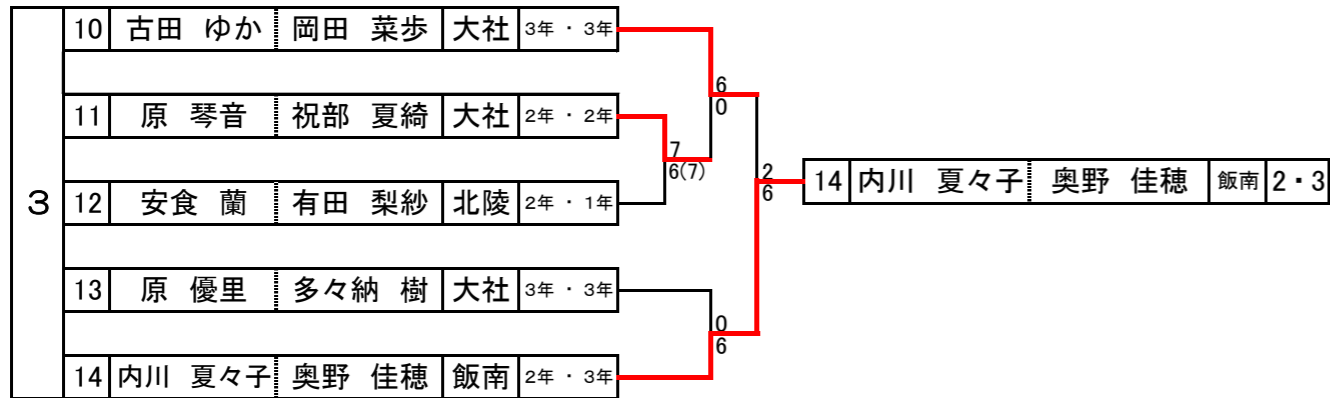 10 古田 ゆか 岡田 菜歩 大社 3年 ・ 3年
6
0
11 原 琴音 祝部 夏綺 大社 2年 ・ 2年
7
6(7)
2
6
14 内川 夏々子 奥野 佳穂 飯南 2・3
3
12 安食 蘭 有田 梨紗 北陵 2年 ・ 1年
13 原 優里 多々納 樹 大社 3年 ・ 3年
0
6
14 内川 夏々子 奥野 佳穂 飯南 2年 ・ 3年